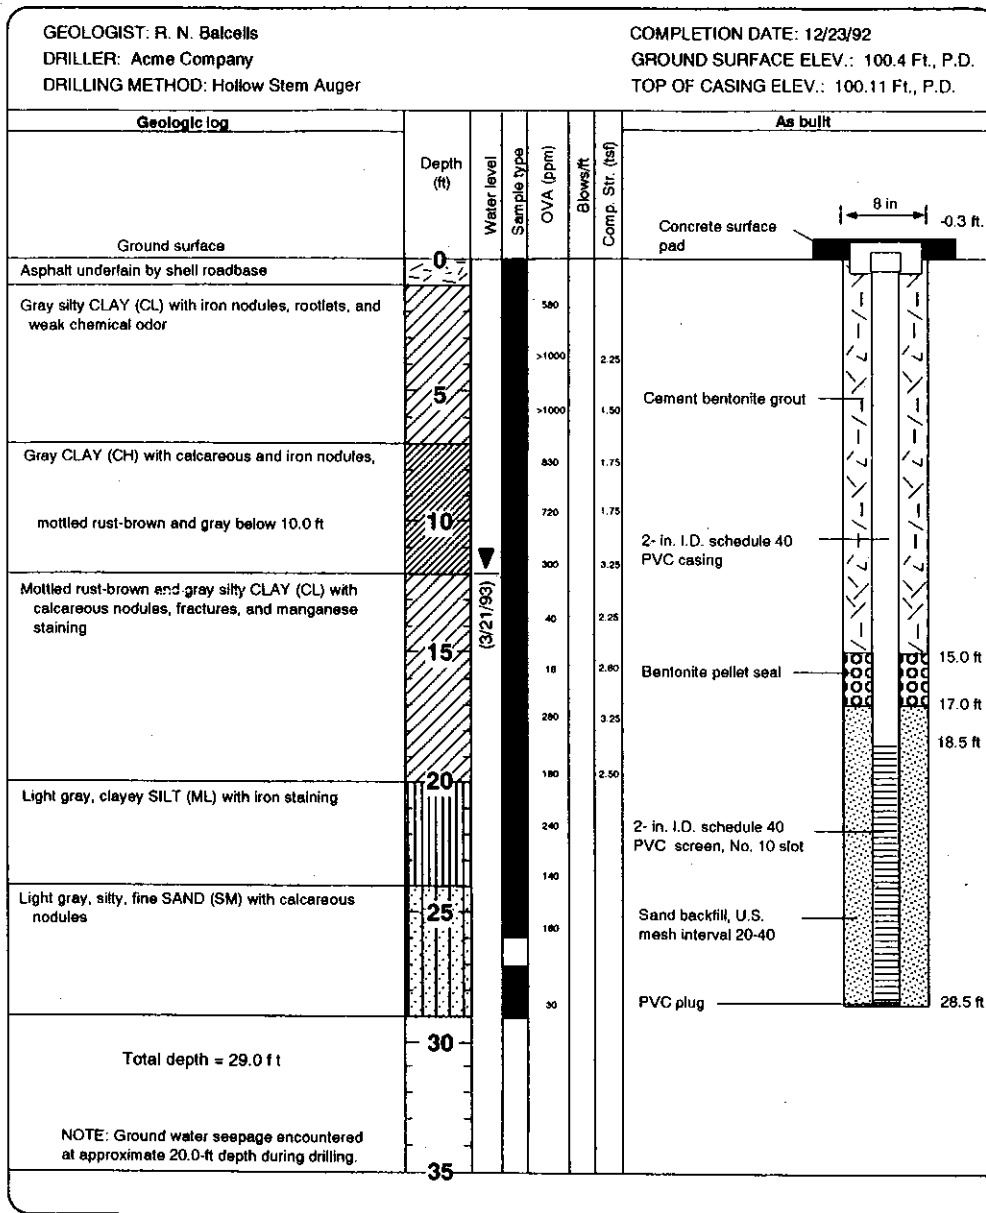 GEOLOGIST: R. N. Balcells
DRILLER: Acme Company
DRILLING METHOD: Hollow Stem Auger
COMPLETION DATE: 12/23/92
GROUND SURFACE ELEV.: 100.4 Ft., P.D.
TOP OF CASING ELEV.: 100.11 Ft., P.D.
Geologic log
Depth
(ft)
Water level
Sample type
OVA (ppm)
Blows/ft
Comp. Str. (tsf)
As built
Ground surface
Asphalt underlain by shell roadbase
Gray silty CLAY (CL) with iron nodules, rootlets, and
weak chemical odor
Gray CLAY (CH) with calcareous and iron nodules,
mottled rust-brown and gray below 10.0 ft
Mottled rust-brown and gray silty CLAY (CL) with
calcareous nodules, fractures, and manganese
staining
Light gray, clayey SILT (ML) with iron staining
Light gray, silty, fine SAND (SM) with calcareous
nodules
Total depth = 29.0 ft
NOTE: Ground water seepage encountered
at approximate 20.0-ft depth during drilling.
0
5
10
15
20
25
30
35
(3/21/93)
580
>1000
>1000
830
720
300
40
18
280
180
240
140
160
30
2.25
1.50
1.75
1.75
3.25
2.25
2.80
3.25
2.50
8 in
-0.3 ft.
Concrete surface
pad
Cement bentonite grout
2- in. I.D. schedule 40
PVC casing
15.0 ft
Bentonite pellet seal
17.0 ft
18.5 ft
2- in. I.D. schedule 40
PVC screen, No. 10 slot
Sand backfill, U.S.
mesh interval 20-40
PVC plug
28.5 ft